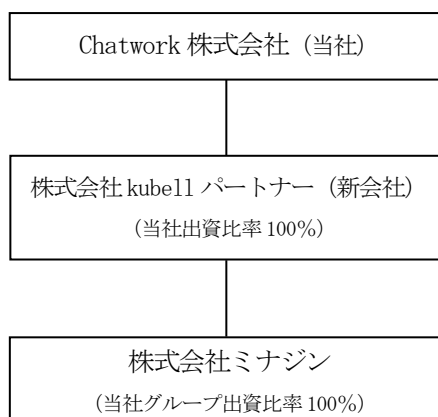 Chatwork 株式会社（当社）
株式会社 kubell パートナー（新会社）
（当社出資比率 100％）
株式会社ミナジン
（当社グループ出資比率 100％）